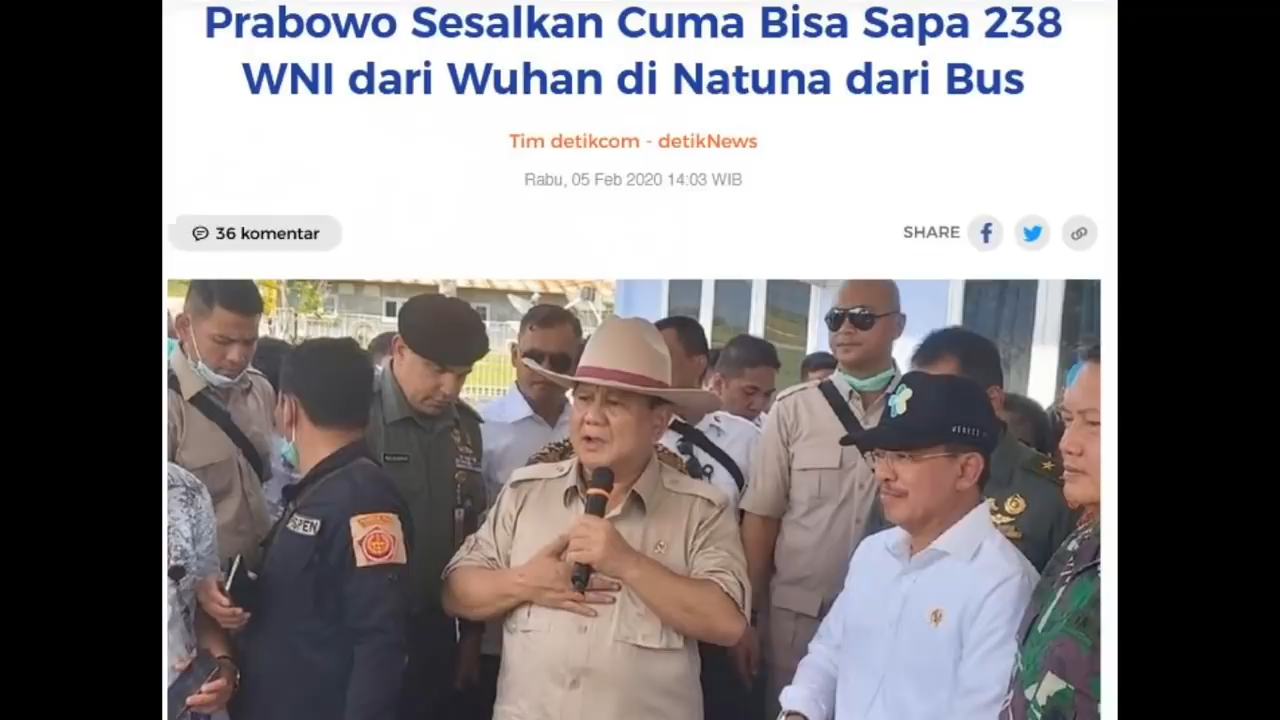 Prabowo Sesalkan Cuma Bisa Sapa 238
WNI dari Wuhan di Natuna dari Bus
Tim detikcom - detikNews
Rabu, 05 Feb 2020 14:03 WIB
36 komentar
SHARE